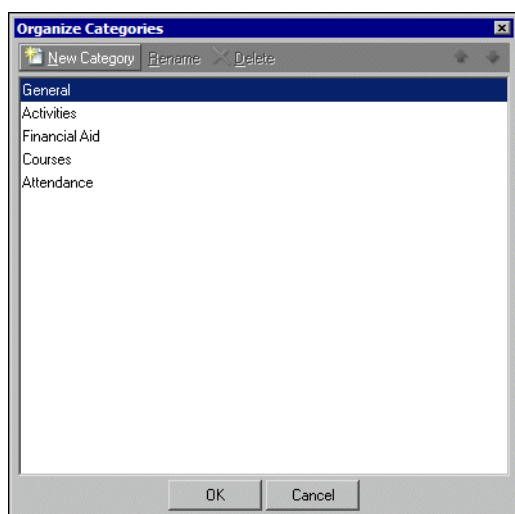 Organize Categories
New Category Rename Delete
General
Activities
Financial Aid
Courses
Attendance
OK Cancel